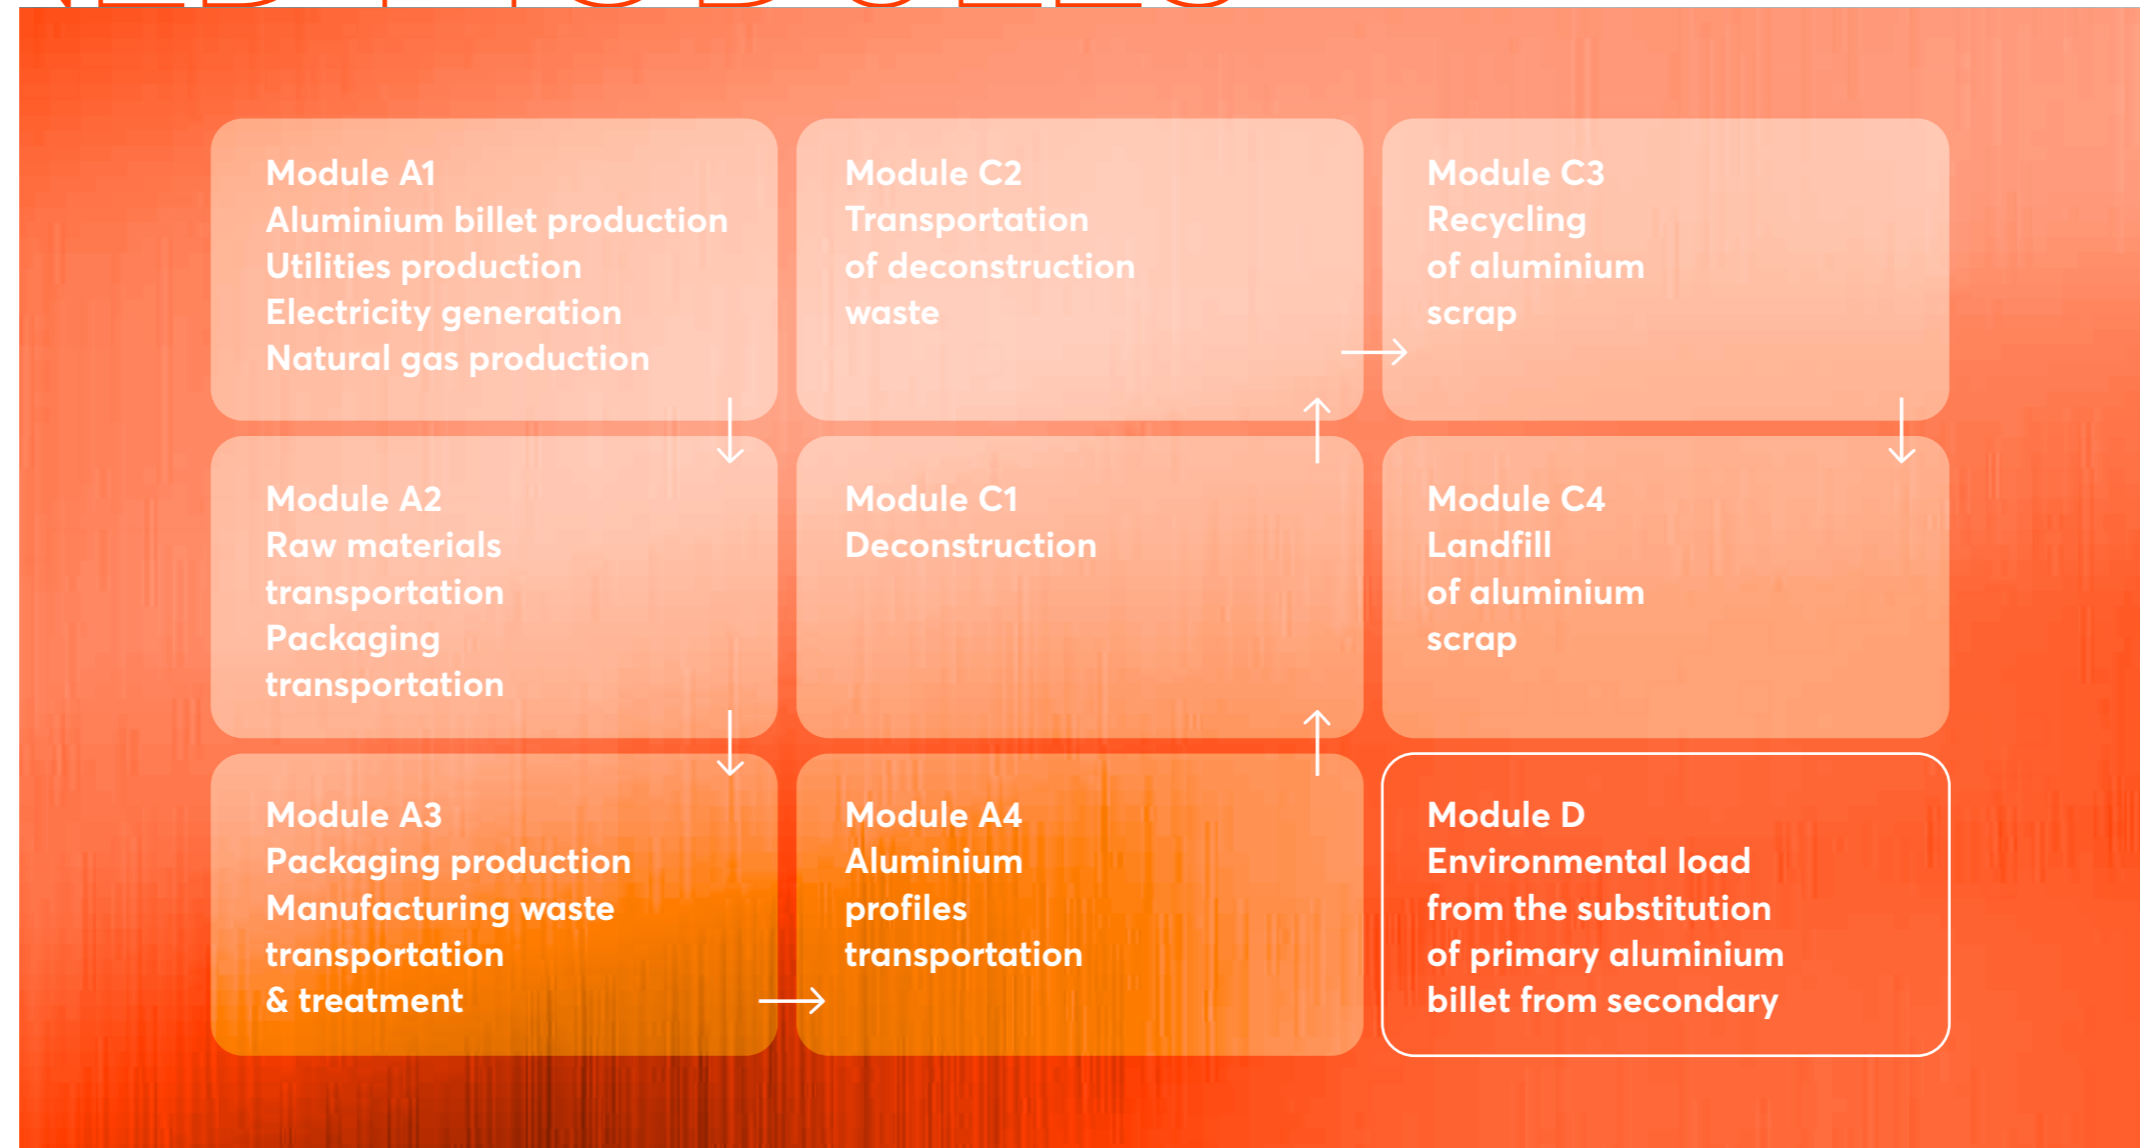 Module A1
Aluminium billet production
Utilities production
Electricity generation
Natural gas production
Module A2
Raw materials
transportation
Packaging
transportation
Module A3
Packaging production
Manufacturing waste
transportation
& treatment
Module A4
Aluminium
profiles
transportation
Module C1
Deconstruction
Module C2
Transportation
of deconstruction
waste
Module C3
Recycling
of aluminium
scrap
Module C4
Landfill
of aluminium
scrap
Module D
Environmental load
from the substitution
of primary aluminium
billet from secondary